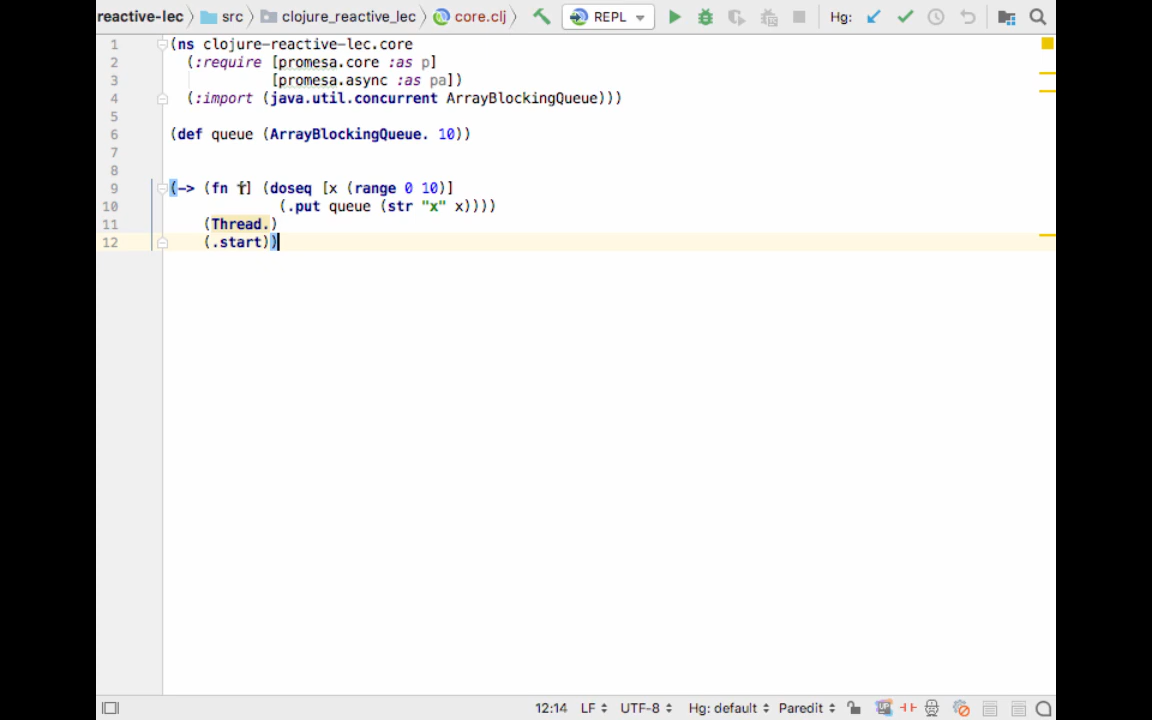 reactive-lec src clojure_reactive_lec core.clj REPL Hg:
1 (ns clojure-reactive-lec.core
2 (:require [promesa.core :as p]
3 [promesa.async :as pa])
4 (:import (java.util.concurrent ArrayBlockingQueue)))
5
6 (def queue (ArrayBlockingQueue. 10))
7
8
9 (-> (fn [] (doseq [x (range 0 10)]
10 (.put queue (str "x" x))))
11 (Thread.)
12 (.start))
12:14 LF UTF-8 Hg: default Paredit